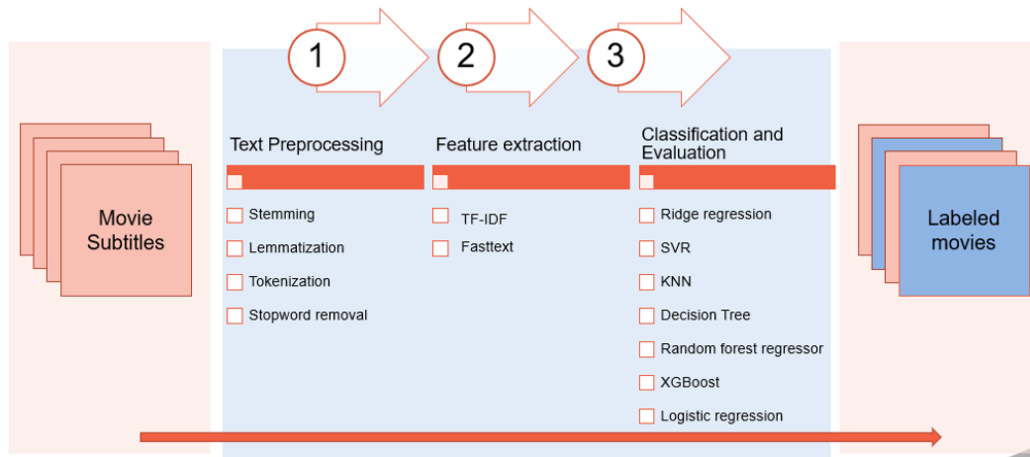 1
2
3
Movie
Subtitles
Text Preprocessing
Stemming
Lemmatization
Tokenization
Stopword removal
Feature extraction
TF-IDF
Fasttext
Classification and
Evaluation
Ridge regression
SVR
KNN
Decision Tree
Random forest regressor
XGBoost
Logistic regression
Labeled
movies